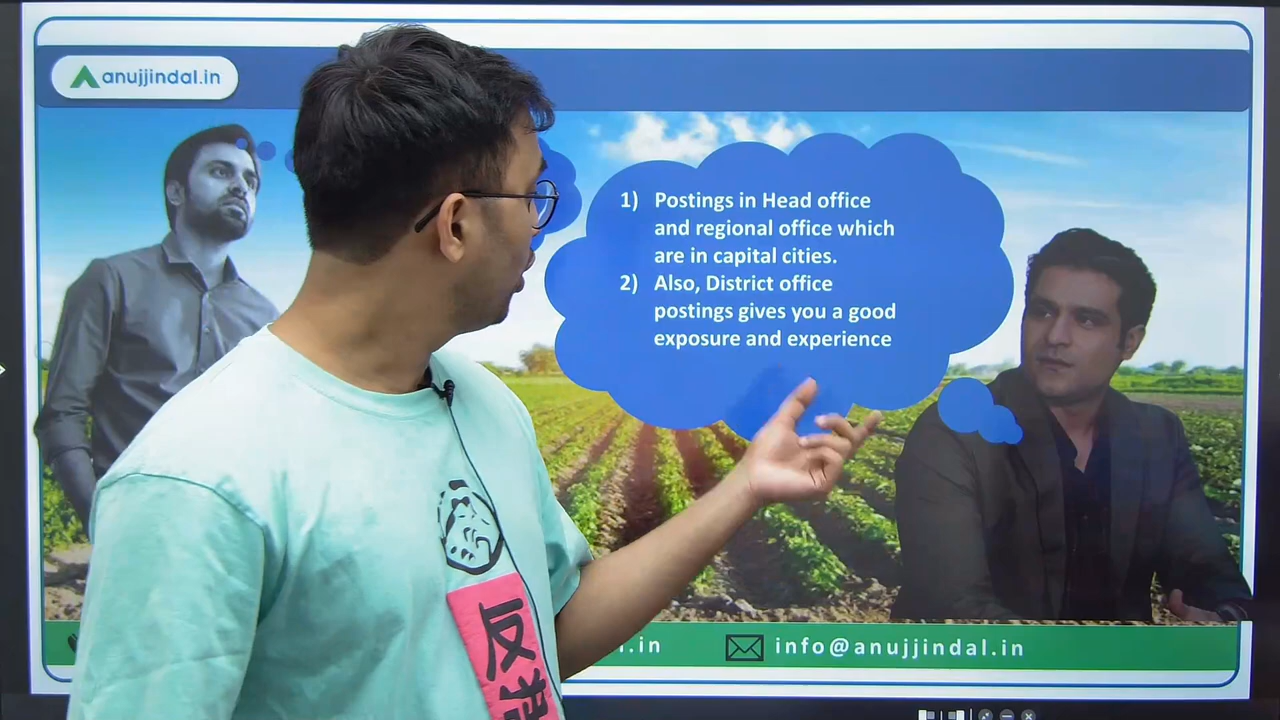 anujjindal.in
1) Postings in Head office
and regional office which
are in capital cities.
2) Also, District office
postings gives you a good
exposure and experience
.in
info@anujjindal.in
反